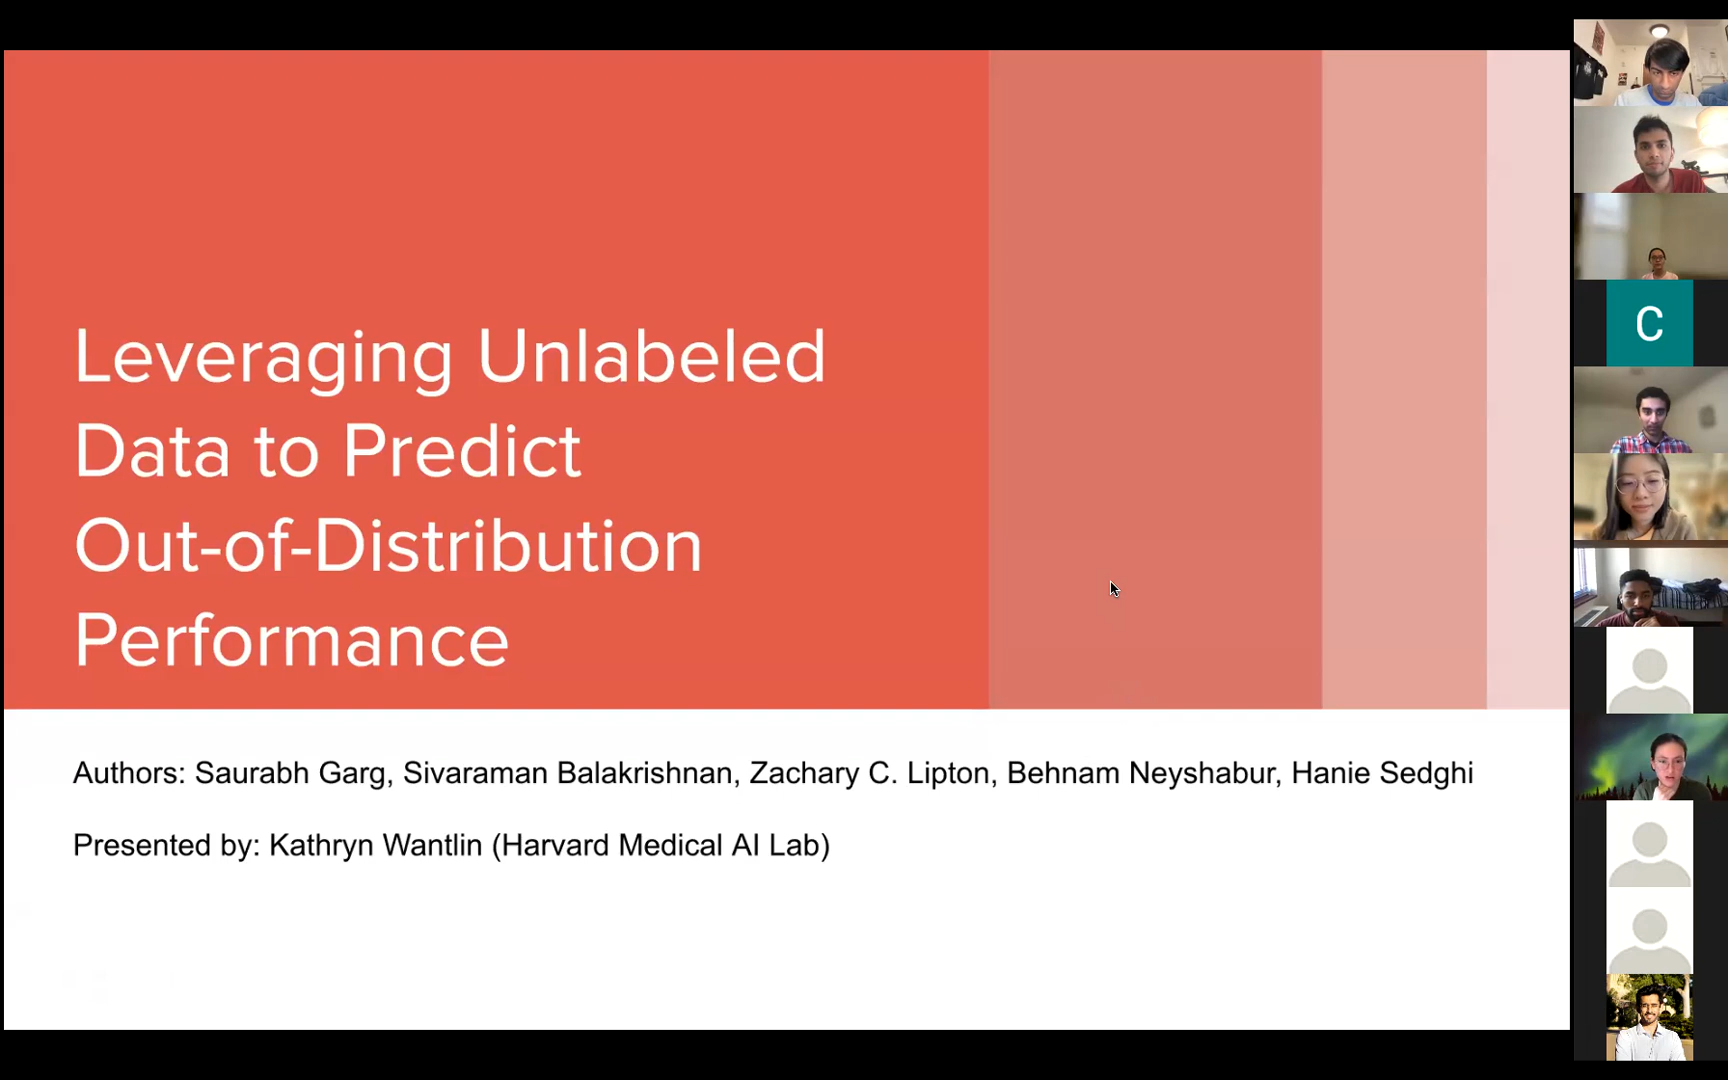 Leveraging Unlabeled
Data to Predict
Out-of-Distribution
Performance
Authors: Saurabh Garg, Sivaraman Balakrishnan, Zachary C. Lipton, Behnam Neyshabur, Hanie Sedghi
Presented by: Kathryn Wantlin (Harvard Medical AI Lab)
C